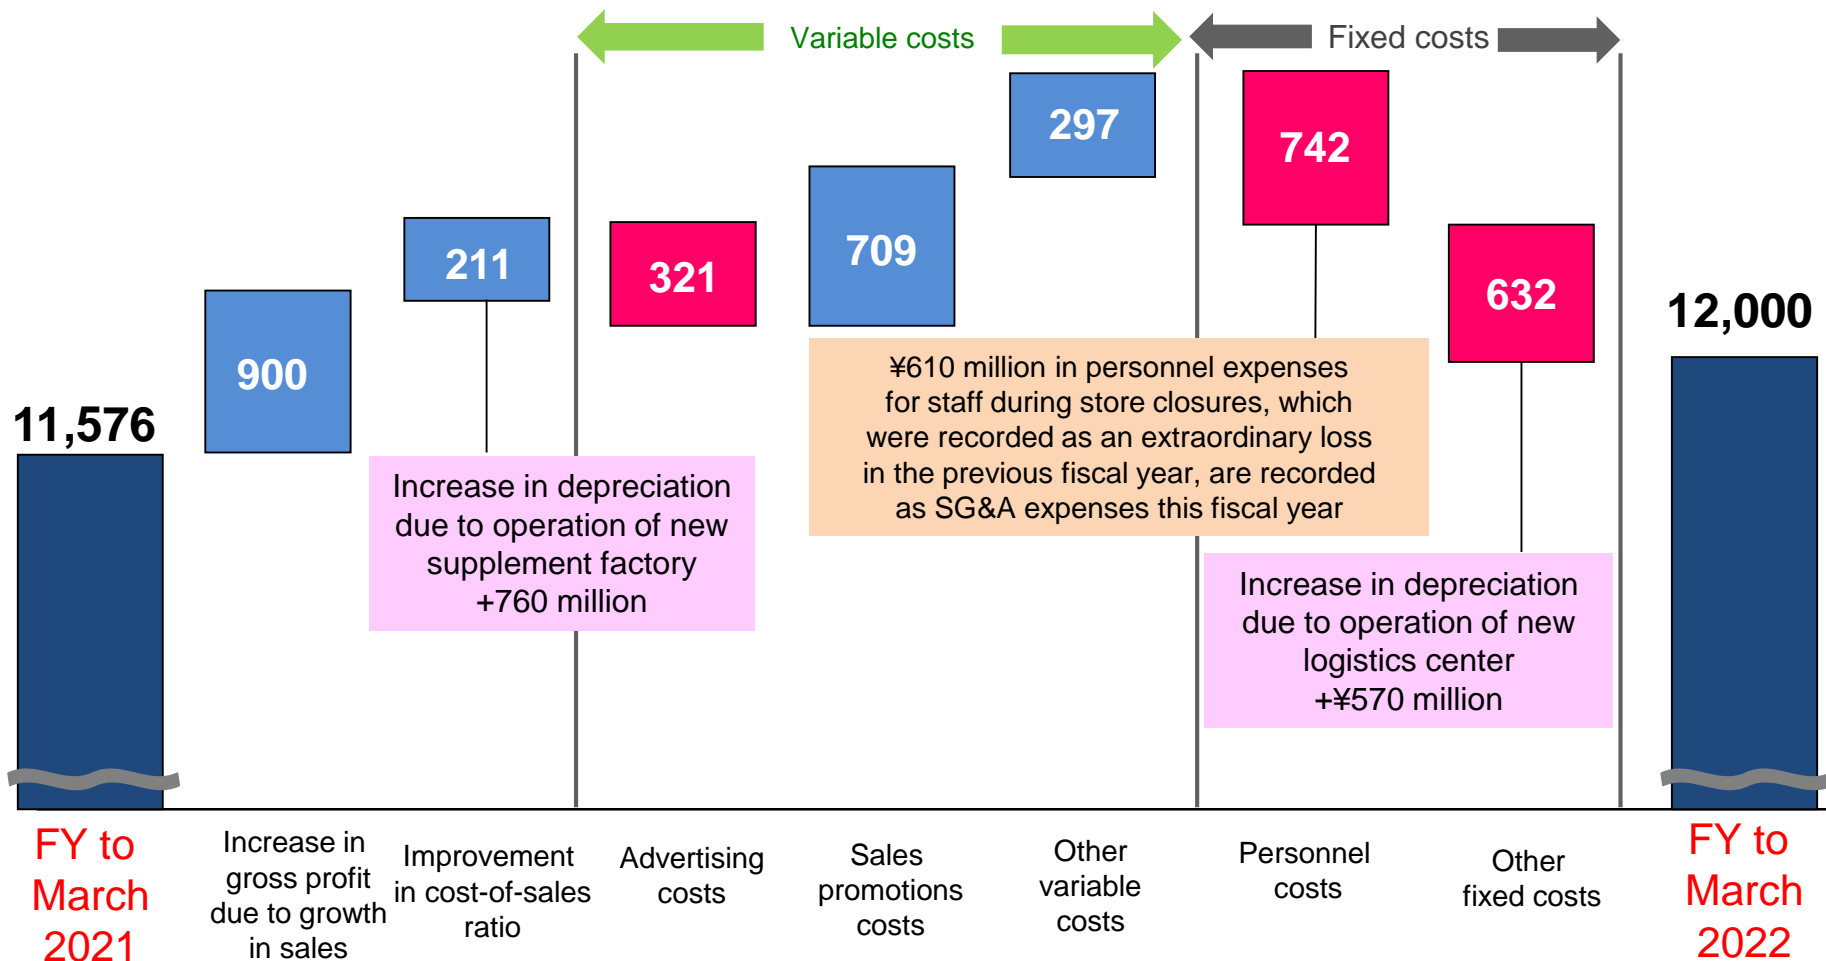 Variable costs
Fixed costs
297
742
709
211
321
632
900
12,000
11,576
¥610 million in personnel expenses
for staff during store closures, which
were recorded as an extraordinary loss
in the previous fiscal year, are recorded
as SG&A expenses this fiscal year
Increase in depreciation
due to operation of new
supplement factory
+760 million
Increase in depreciation
due to operation of new
logistics center
+¥570 million
FY to
March
2021
Increase in
gross profit
due to growth
in sales
Improvement
in cost-of-sales
ratio
Advertising
costs
Sales
promotions
costs
Other
variable
costs
Personnel
costs
Other
fixed costs
FY to
March
2022